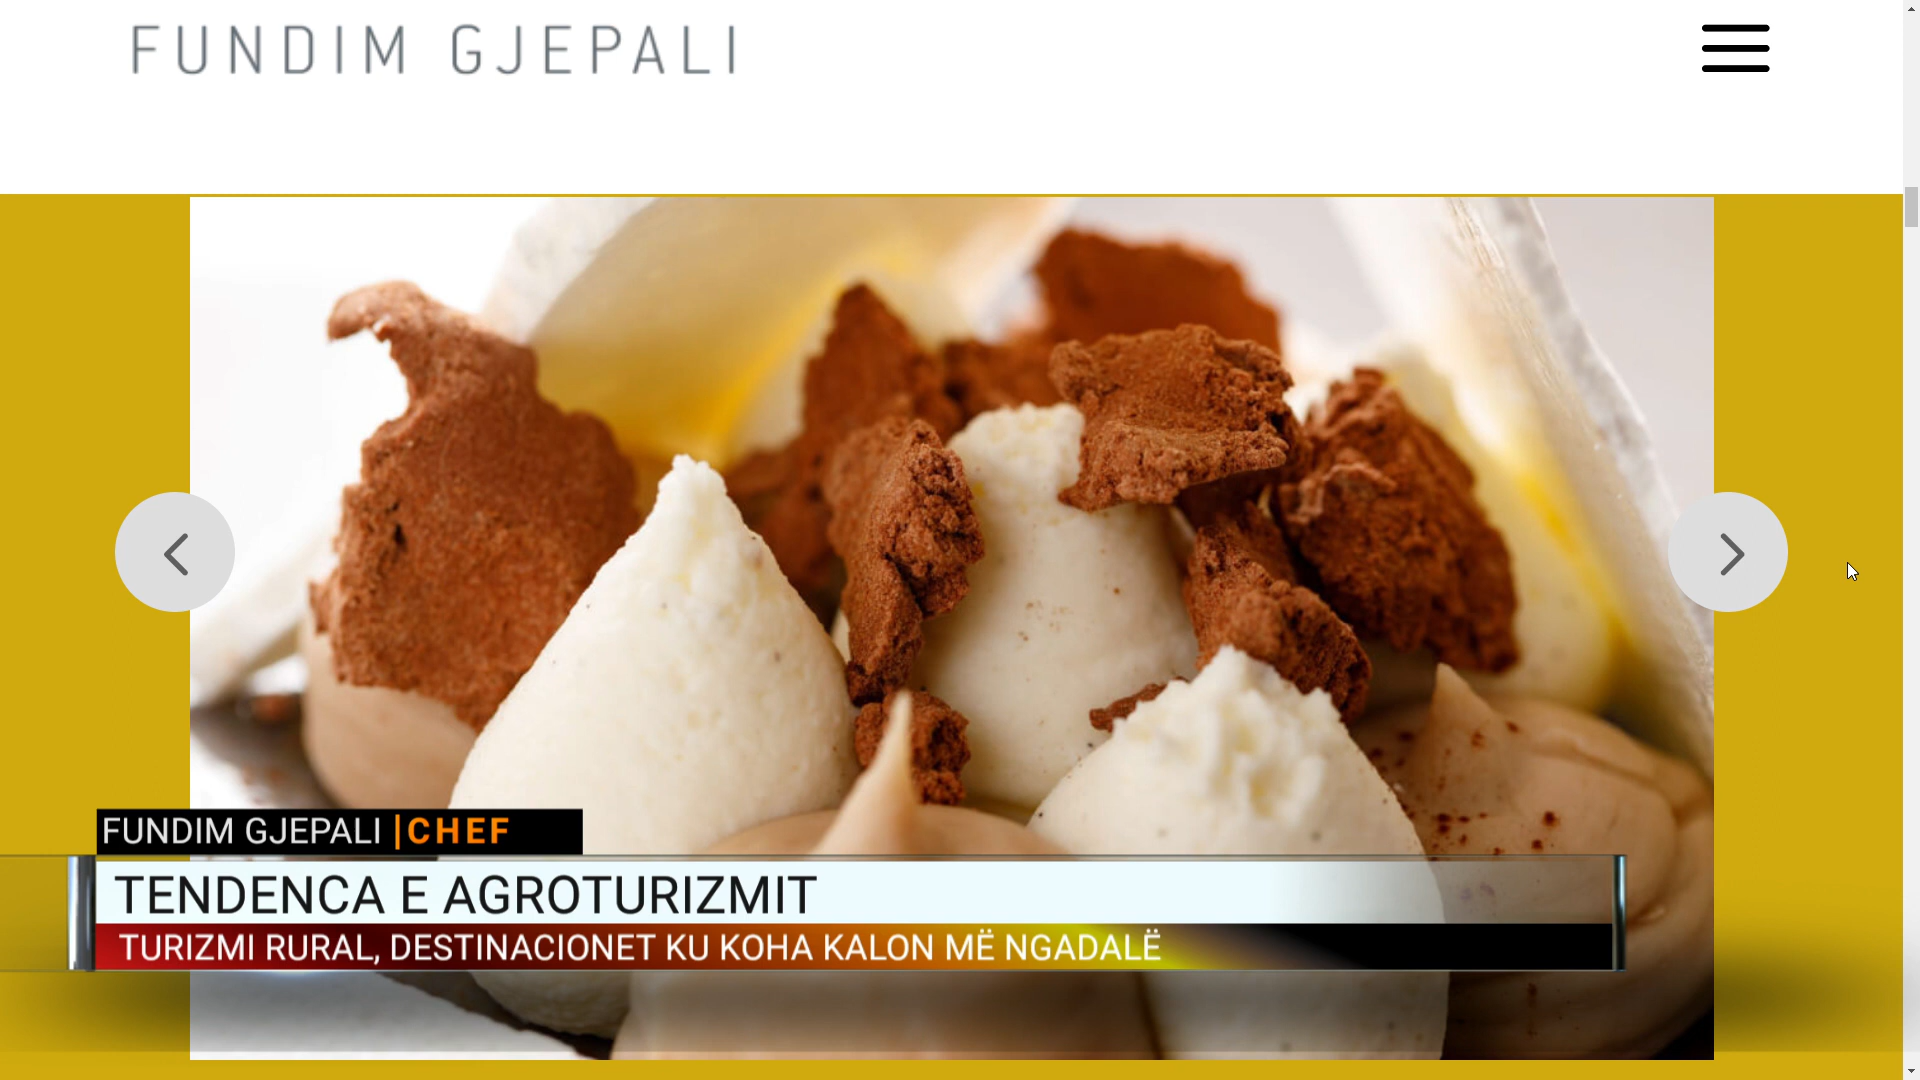 FUNDIM GJEPALI
FUNDIM GJEPALI |CHEF
TENDENCA E AGROTURIZMIT
TURIZMI RURAL, DESTINACIONET KU KOHA KALON MË NGADALË